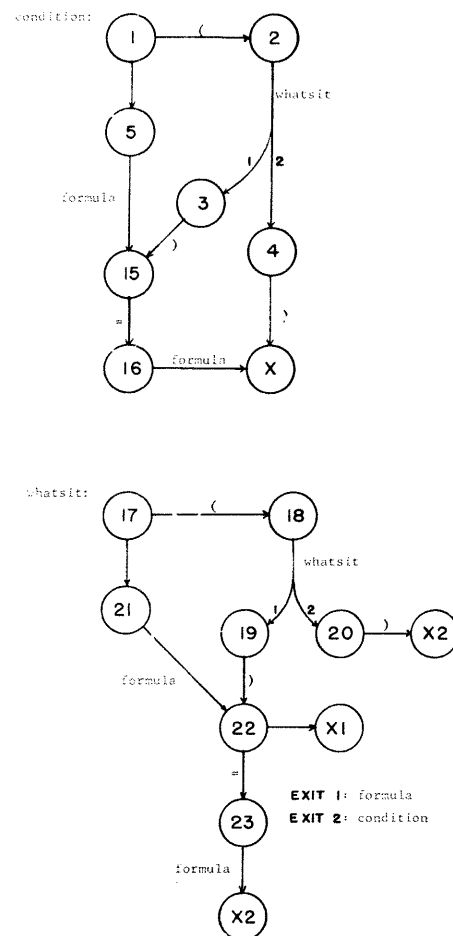 condition:
1 ( 2
whatsit
5
1 2
formula 3
4
)
15
= )
16 formula X
whatsit:
17 ( 18
whatsit
21 1 2
19 20 ) X2
formula )
22 X1
=
EXIT 1: formula
23 EXIT 2: condition
formula
X2